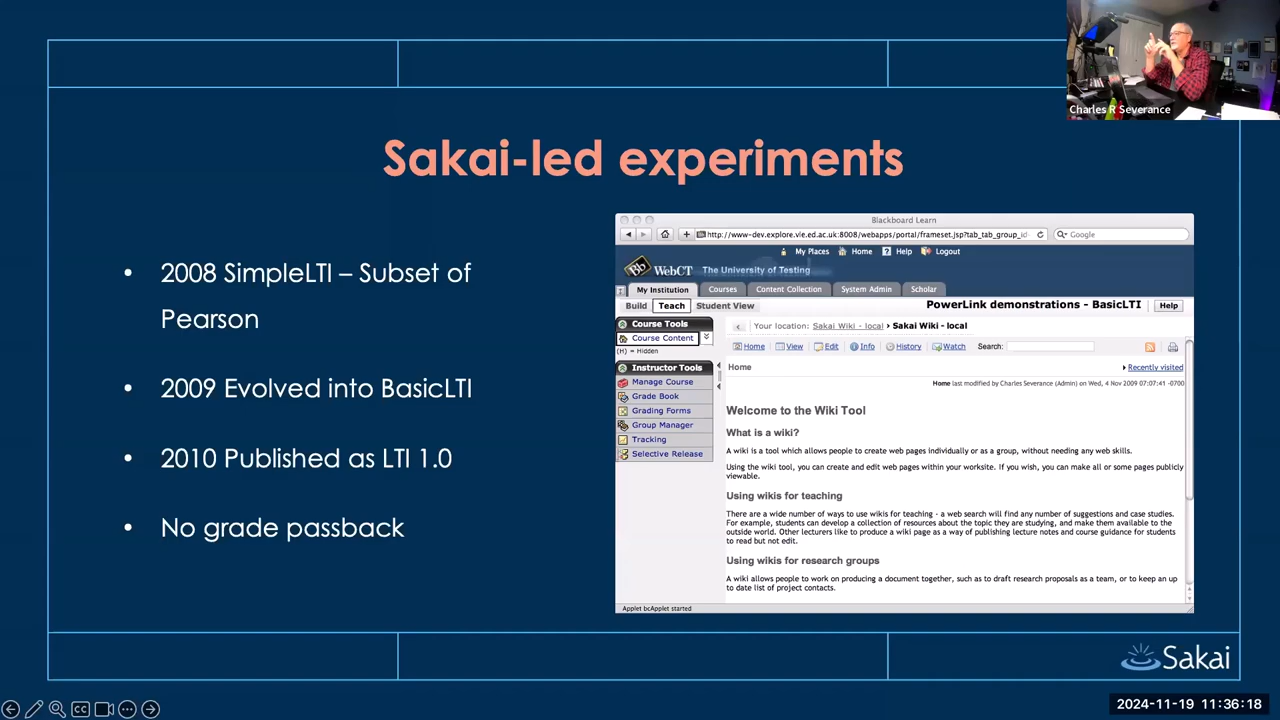 Charles R Severance
Sakai-led experiments
• 2008 SimpleLTI – Subset of
Pearson
• 2009 Evolved into BasicLTI
• 2010 Published as LTI 1.0
• No grade passback
Blackboard Learn
http://www-dev.explore.vle.ed.ac.uk:8008/webapps/portal/frameset.jsp?tab_tab_group_id
Google
My Places Home Help Logout
Bb WebCT The University of Testing
My Institution Courses Content Collection System Admin Scholar
Build Teach Student View PowerLink demonstrations - BasicLTI Help
Course Tools
Course Content
(H) = Hidden
Instructor Tools
Manage Course
Grade Book
Grading Forms
Group Manager
Tracking
Selective Release
Your location: Sakai Wiki - local › Sakai Wiki - local
Home View Edit Info History Watch Search:
Home Recently visited
Home last modified by Charles Severance (Admin) on Wed, 4 Nov 2009 07:07:41 -0700
Welcome to the Wiki Tool
What is a wiki?
A wiki is a tool which allows people to create web pages individually or as a group, without needing any web skills.
Using the wiki tool, you can create and edit web pages within your worksite. If you wish, you can make all or some pages publicly
viewable.
Using wikis for teaching
There are a wide number of ways to use wikis for teaching - a web search will find any number of suggestions and case studies.
For example, students can develop a collection of resources about the topic they are studying, and make them available to the
outside world. Other lecturers like to produce a wiki page as a way of publishing lecture notes and course guidance for students
to read but not edit.
Using wikis for research groups
A wiki allows people to work on producing a document together, such as to draft research proposals as a team, or to keep an up
to date list of project contacts.
Applet bcApplet started
Sakai
CC
2024-11-19 11:36:18